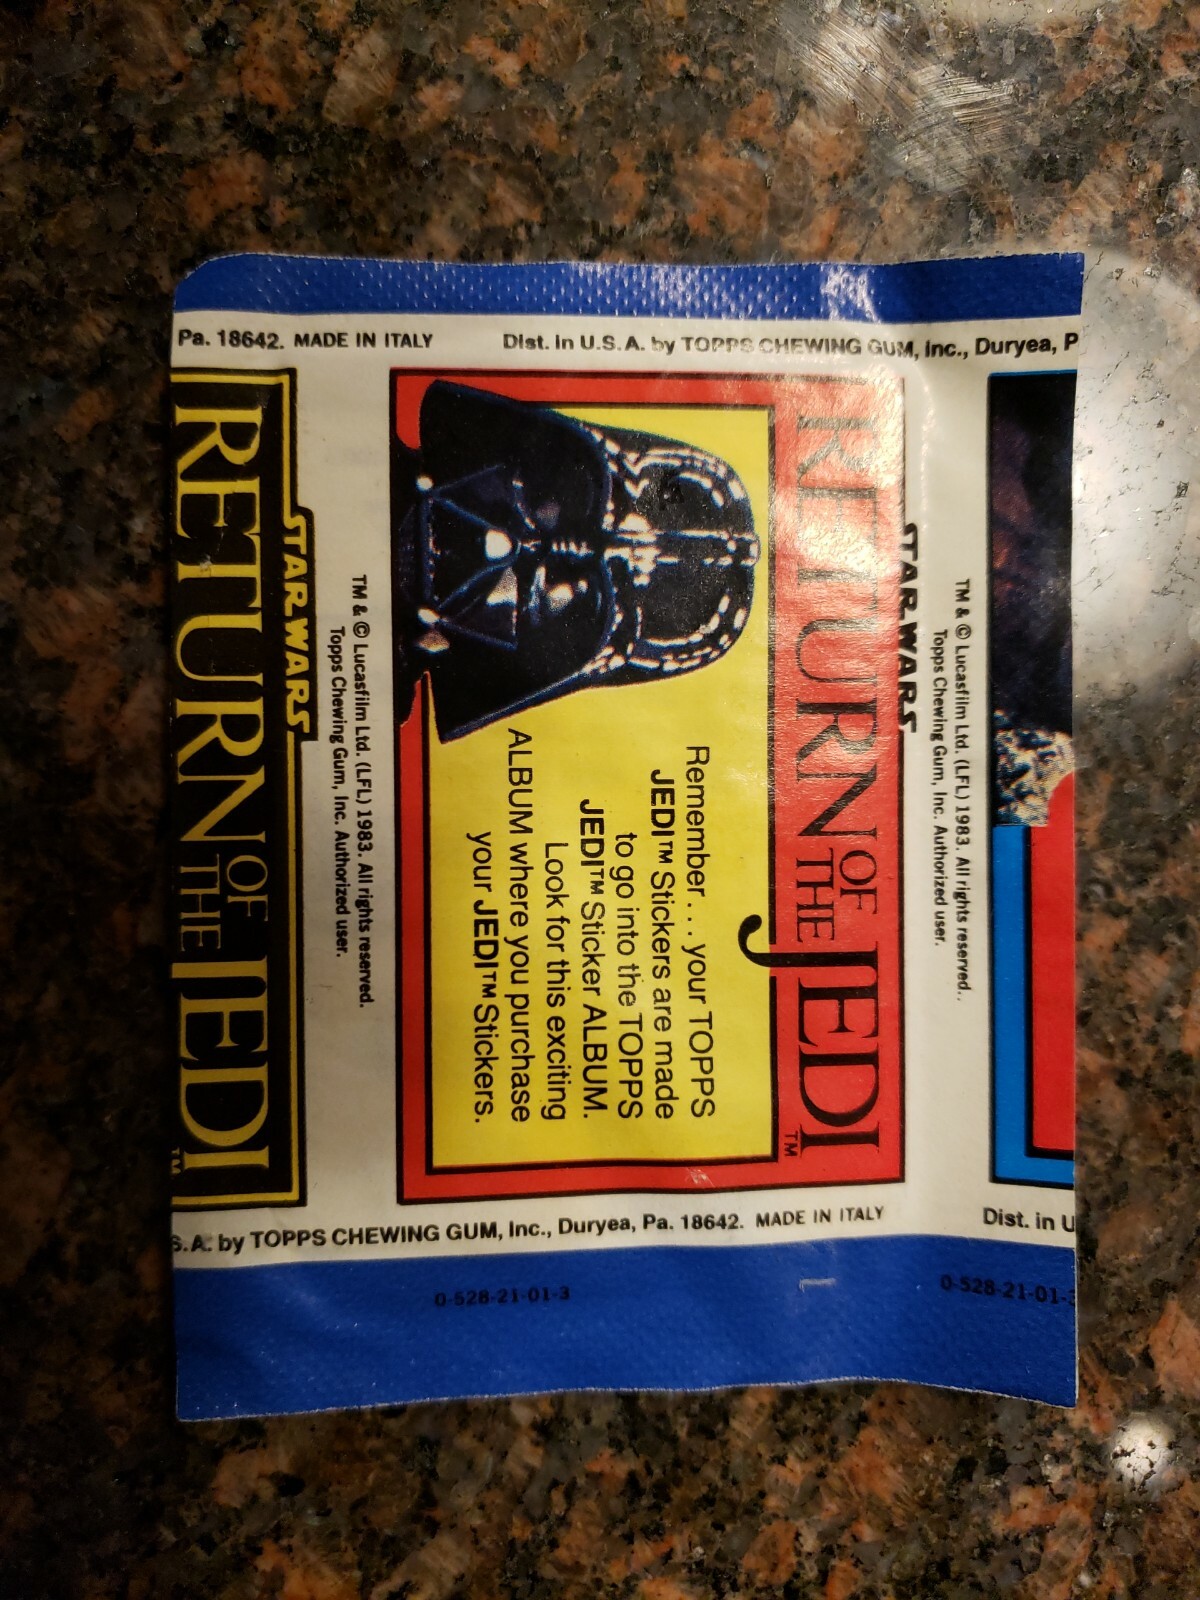 Pa. 18642. MADE IN ITALY
Dist. in U.S.A. by TOPPS CHEWING GUM, Inc., Duryea, P
STAR WARS
RETURN OF THE JEDI™
TM & © Lucasfilm Ltd. (LFL) 1983. All rights reserved.
Topps Chewing Gum, Inc. Authorized user.
STAR WARS
RETURN OF THE JEDI™
Remember... your TOPPS
JEDI™ Stickers are made
to go into the TOPPS
JEDI™ Sticker ALBUM.
Look for this exciting
ALBUM where you purchase
your JEDI™ Stickers.
TM & © Lucasfilm Ltd. (LFL) 1983. All rights reserved.
Topps Chewing Gum, Inc. Authorized user.
S.A. by TOPPS CHEWING GUM, Inc., Duryea, Pa. 18642. MADE IN ITALY
Dist. in U
0-528-21-01-3
0-528-21-01-3